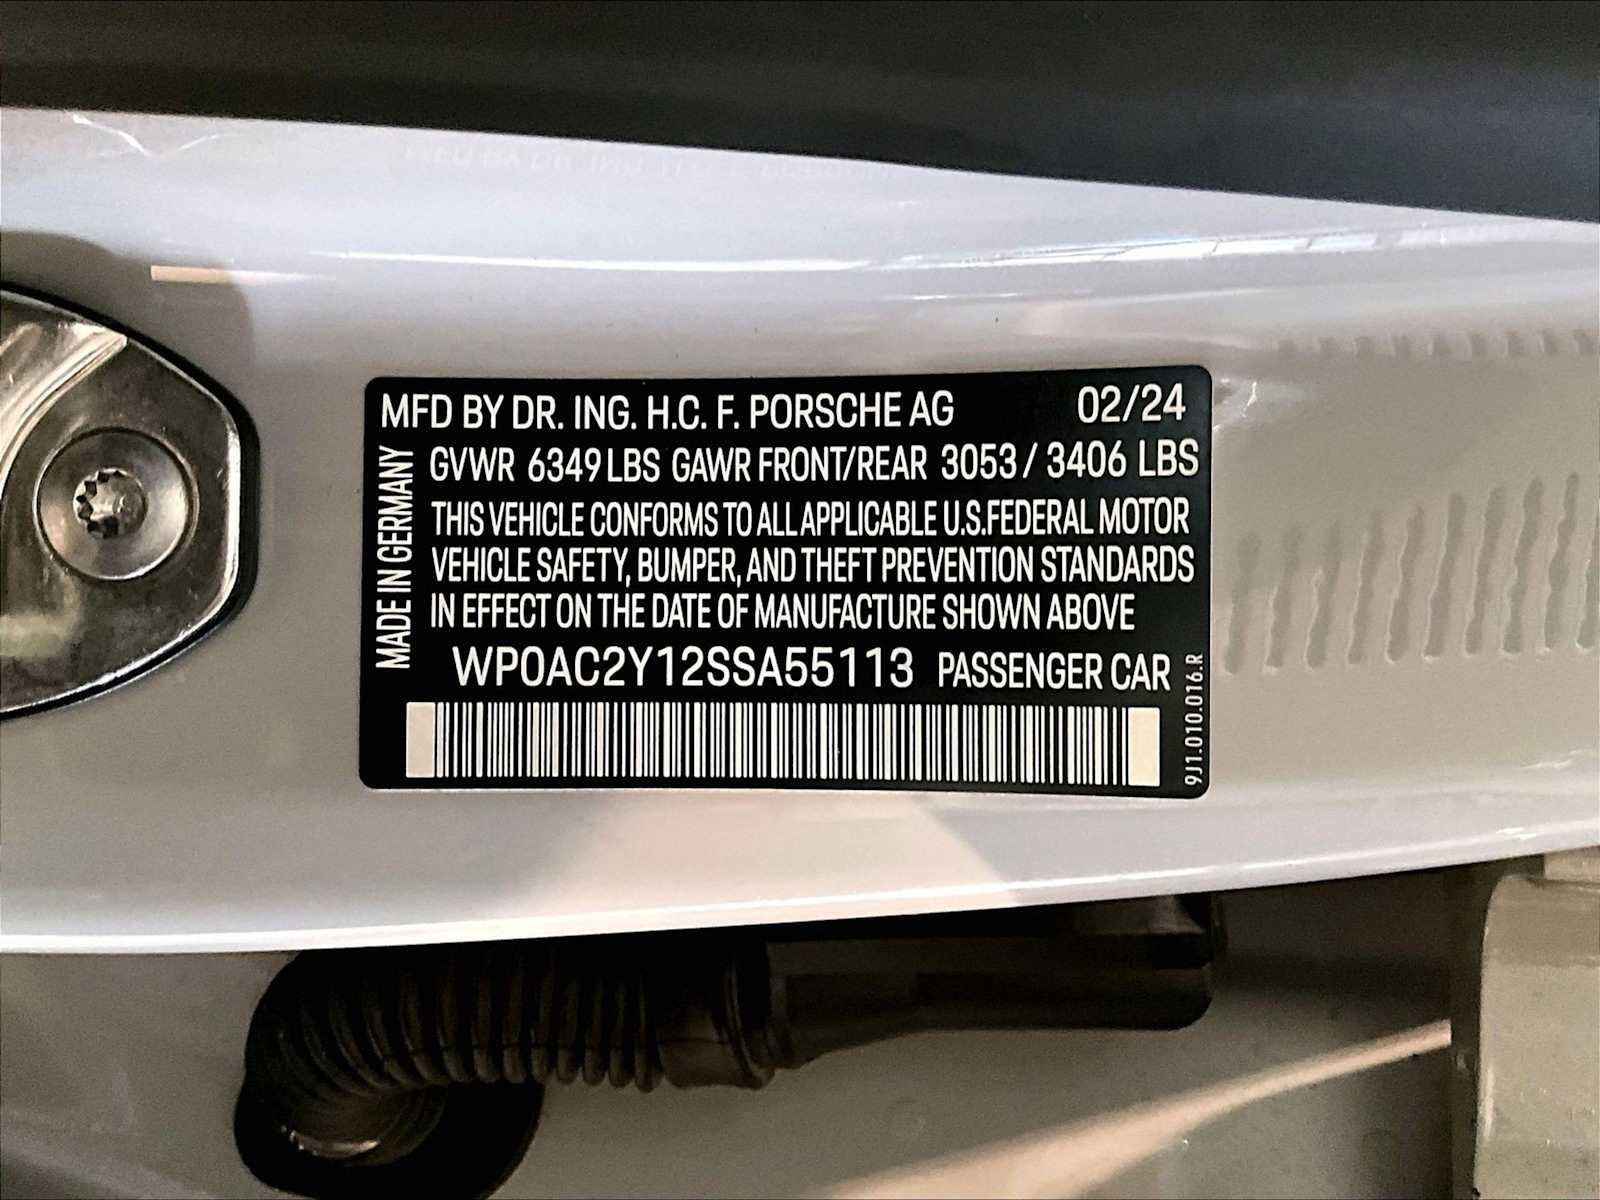 MFD BY DR. ING. H.C. F. PORSCHE AG 02/24
GVWR 6349 LBS GAWR FRONT/REAR 3053 / 3406 LBS
THIS VEHICLE CONFORMS TO ALL APPLICABLE U.S.FEDERAL MOTOR
VEHICLE SAFETY, BUMPER, AND THEFT PREVENTION STANDARDS
IN EFFECT ON THE DATE OF MANUFACTURE SHOWN ABOVE
MADE IN GERMANY
WP0AC2Y12SSA55113 PASSENGER CAR
9J1.010.016.R